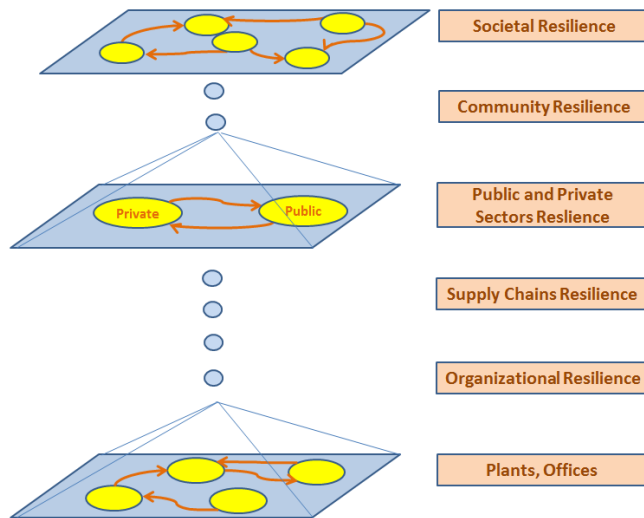 Societal Resilience
Community Resilience
Private
Public
Public and Private
Sectors Reslience
Supply Chains Resilience
Organizational Resilience
Plants, Offices